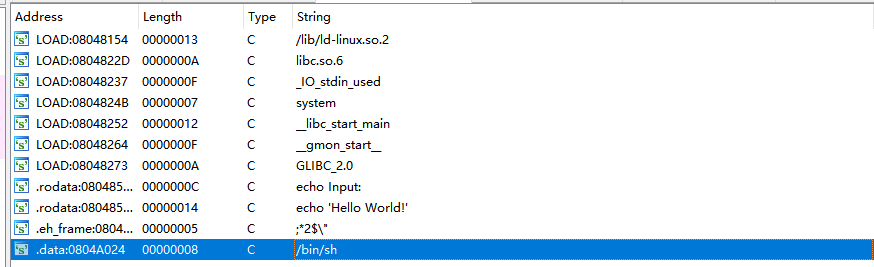 Address Length Type String
LOAD:08048154 00000013 C /lib/ld-linux.so.2
LOAD:0804822D 0000000A C libc.so.6
LOAD:08048237 0000000F C _IO_stdin_used
LOAD:0804824B 00000007 C system
LOAD:08048252 00000012 C __libc_start_main
LOAD:08048264 0000000F C __gmon_start__
LOAD:08048273 0000000A C GLIBC_2.0
.rodata:080485... 0000000C C echo Input:
.rodata:080485... 00000014 C echo 'Hello World!'
.eh_frame:0804... 00000005 C ;*2$\"
.data:0804A024 00000008 C /bin/sh